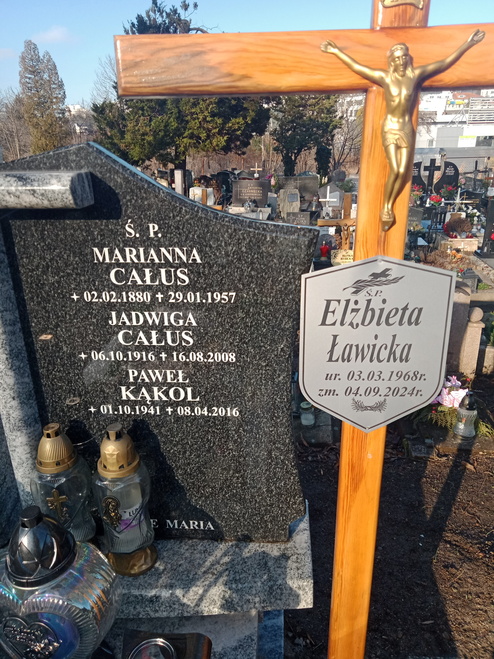 Ś. P.
MARIANNA
CAŁUS
+ 02.02.1880 + 29.01.1957
JADWIGA
CAŁUS
+ 06.10.1916 + 16.08.2008
PAWEŁ
KĄKOL
+ 01.10.1941 + 08.04.2016
E MARIA
Ś.P.
Elżbieta
Ławicka
ur. 03.03.1968r.
zm. 04.09.2024r.